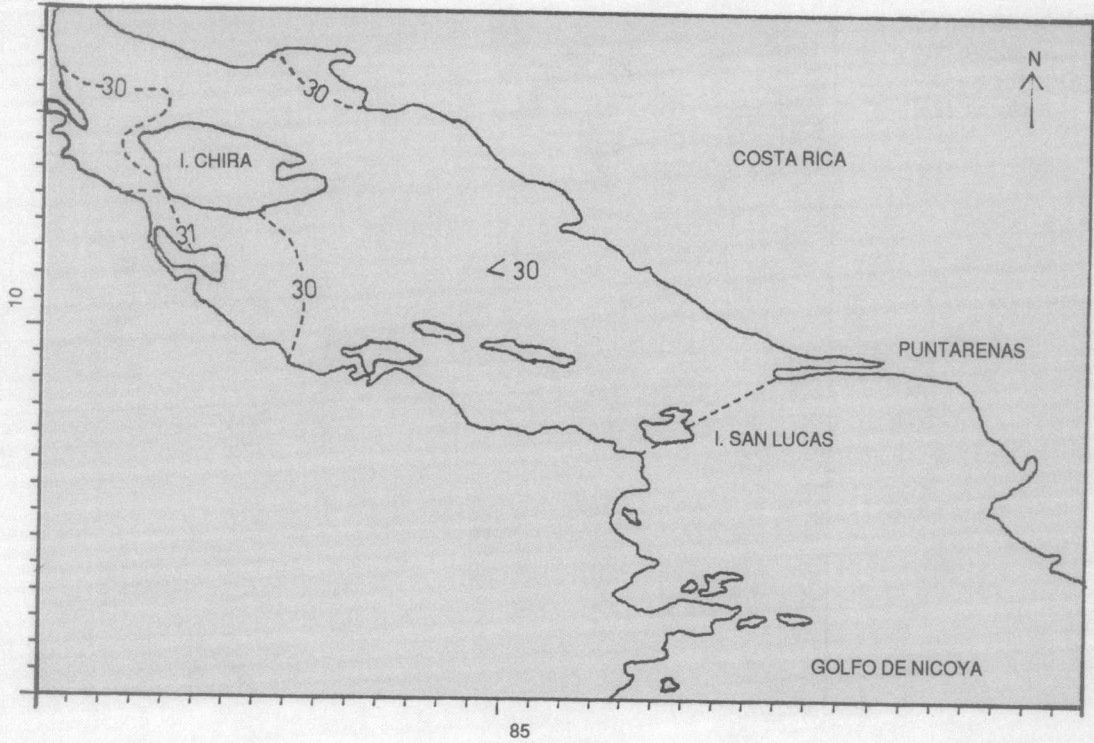 N
30
30
I. CHIRA
COSTA RICA
31
< 30
30
10
PUNTARENAS
I. SAN LUCAS
GOLFO DE NICOYA
85